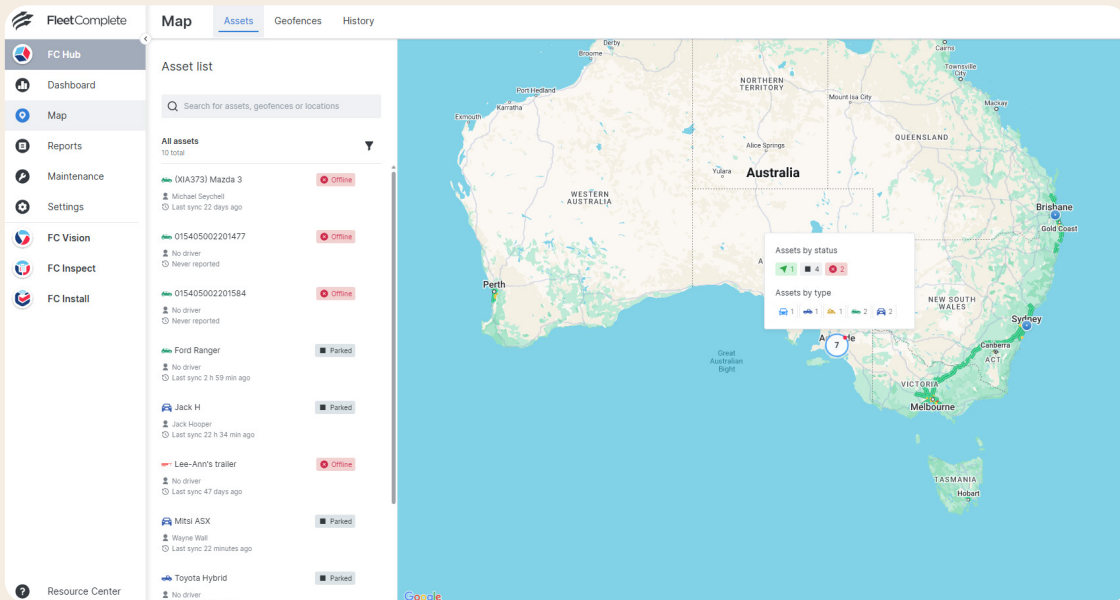 FleetComplete
FC Hub
Dashboard
Map
Reports
Maintenance
Settings
FC Vision
FC Inspect
FC Install
Resource Center
Map
Assets
Geofences
History
Asset list
Search for assets, geofences or locations
All assets
10 total
(XIA373) Mazda 3
Offline
Michael Seychell
Last sync 22 days ago
015405002201477
Offline
No driver
Never reported
015405002201584
Offline
No driver
Never reported
Ford Ranger
Parked
No driver
Last sync 2 h 59 min ago
Jack H
Parked
Jack Hooper
Last sync 22 h 34 min ago
Lee-Ann's trailer
Offline
No driver
Last sync 47 days ago
Mitsi ASX
Parked
Wayne Wall
Last sync 22 minutes ago
Toyota Hybrid
Parked
No driver
Derby
Broome
Cairns
Townsville
City
NORTHERN
TERRITORY
Port Hedland
Mount Isa City
Karratha
Mackay
Exmouth
QUEENSLAND
Alice Springs
Yulara
Australia
WESTERN
AUSTRALIA
Brisbane
Gold Coast
Assets by status
1
4
2
Assets by type
1
1
1
2
2
Perth
NEW SOUTH
WALES
Sydney
7
Canberra
ACT
Great
Australian
Bight
VICTORIA
Melbourne
TASMANIA
Hobart
Google